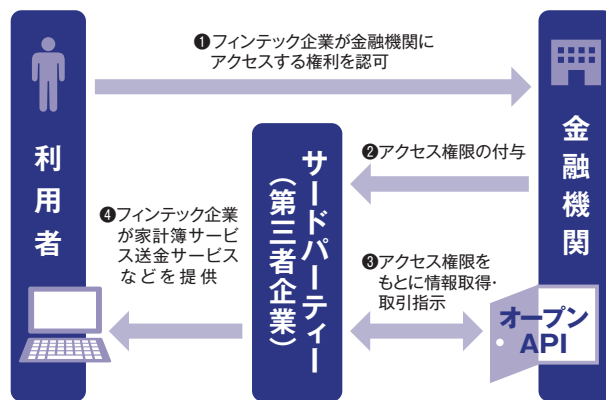 ❶フィンテック企業が金融機関に
アクセスする権利を認可
利用者
金融機関
サードパーティー
（第三者企業）
❷アクセス権限の付与
❹フィンテック企業
が家計簿サービ
ス送金サービス
などを提供
❸アクセス権限を
もとに情報取得・
取引指示
オープン
API